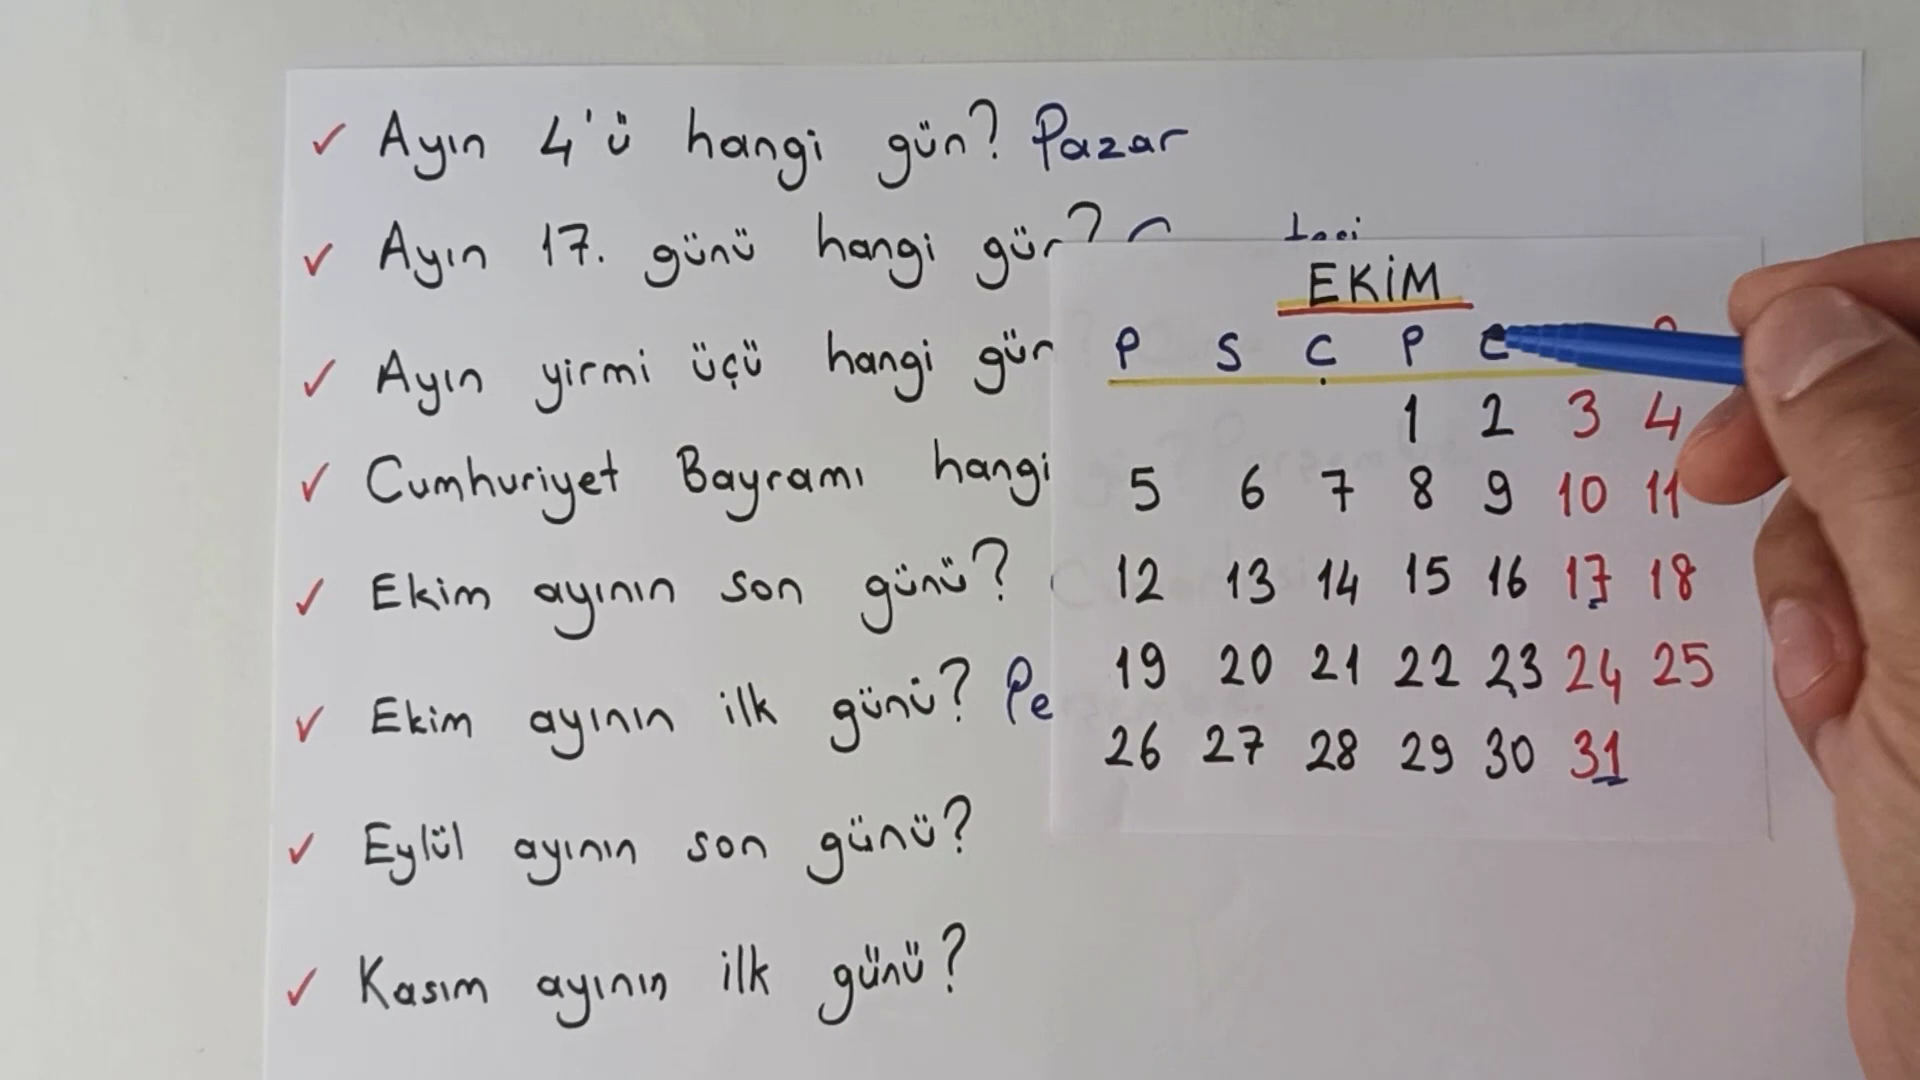 ✓ Ayın 4'ü hangi gün? Pazar
✓ Ayın 17. günü hangi gün?
✓ Ayın yirmi üçü hangi gün
✓ Cumhuriyet Bayramı hangi
✓ Ekim ayının son günü?
✓ Ekim ayının ilk günü? Pe
✓ Eylül ayının son günü?
✓ Kasım ayının ilk günü?
EKİM
P S Ç P C
1 2 3 4
5 6 7 8 9 10 11
12 13 14 15 16 17 18
19 20 21 22 23 24 25
26 27 28 29 30 31